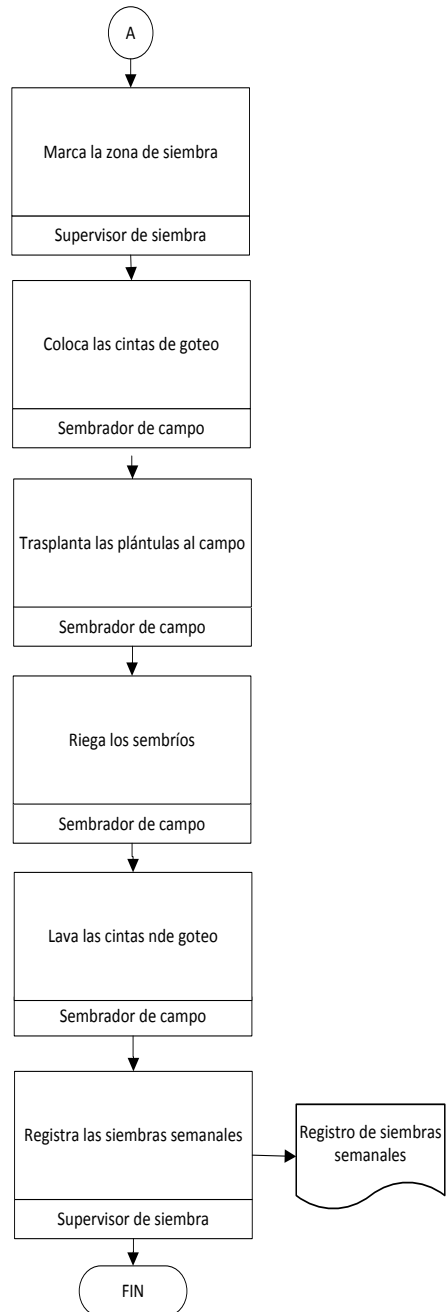 A
Marca la zona de siembra
Supervisor de siembra
Coloca las cintas de goteo
Sembrador de campo
Trasplanta las plántulas al campo
Sembrador de campo
Riega los sembríos
Sembrador de campo
Lava las cintas nde goteo
Sembrador de campo
Registra las siembras semanales
Supervisor de siembra
Registro de siembras
semanales
FIN